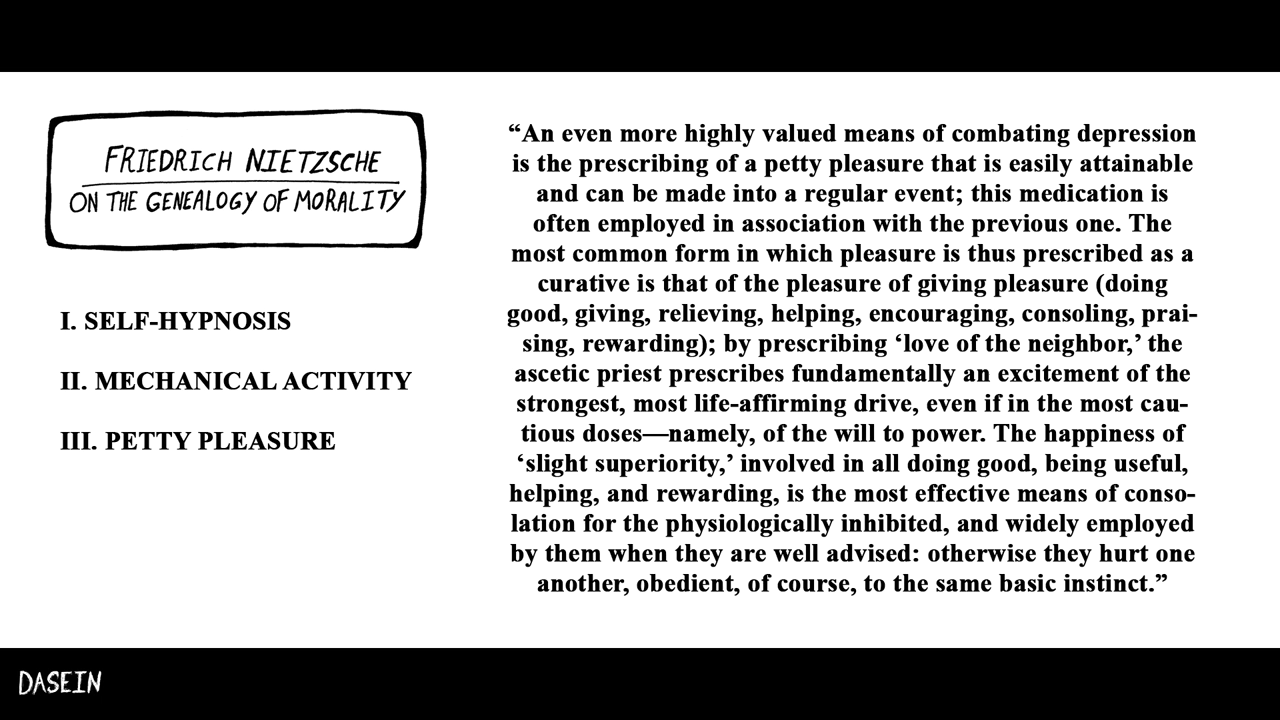 FRIEDRICH NIETZSCHE
ON THE GENEALOGY OF MORALITY
I. SELF-HYPNOSIS
II. MECHANICAL ACTIVITY
III. PETTY PLEASURE
“An even more highly valued means of combating depression
is the prescribing of a petty pleasure that is easily attainable
and can be made into a regular event; this medication is
often employed in association with the previous one. The
most common form in which pleasure is thus prescribed as a
curative is that of the pleasure of giving pleasure (doing
good, giving, relieving, helping, encouraging, consoling, prai-
sing, rewarding); by prescribing ‘love of the neighbor,’ the
ascetic priest prescribes fundamentally an excitement of the
strongest, most life-affirming drive, even if in the most cau-
tious doses—namely, of the will to power. The happiness of
‘slight superiority,’ involved in all doing good, being useful,
helping, and rewarding, is the most effective means of conso-
lation for the physiologically inhibited, and widely employed
by them when they are well advised: otherwise they hurt one
another, obedient, of course, to the same basic instinct.”
DASEIN